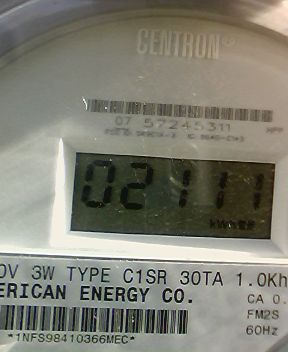 CENTRON®
07 57245311
02111
kWh
0V 3W TYPE C1SR 30TA 1.0Kh
ERICAN ENERGY CO. CA 0.
FM2S
*1NFS98410366MEC* 60Hz